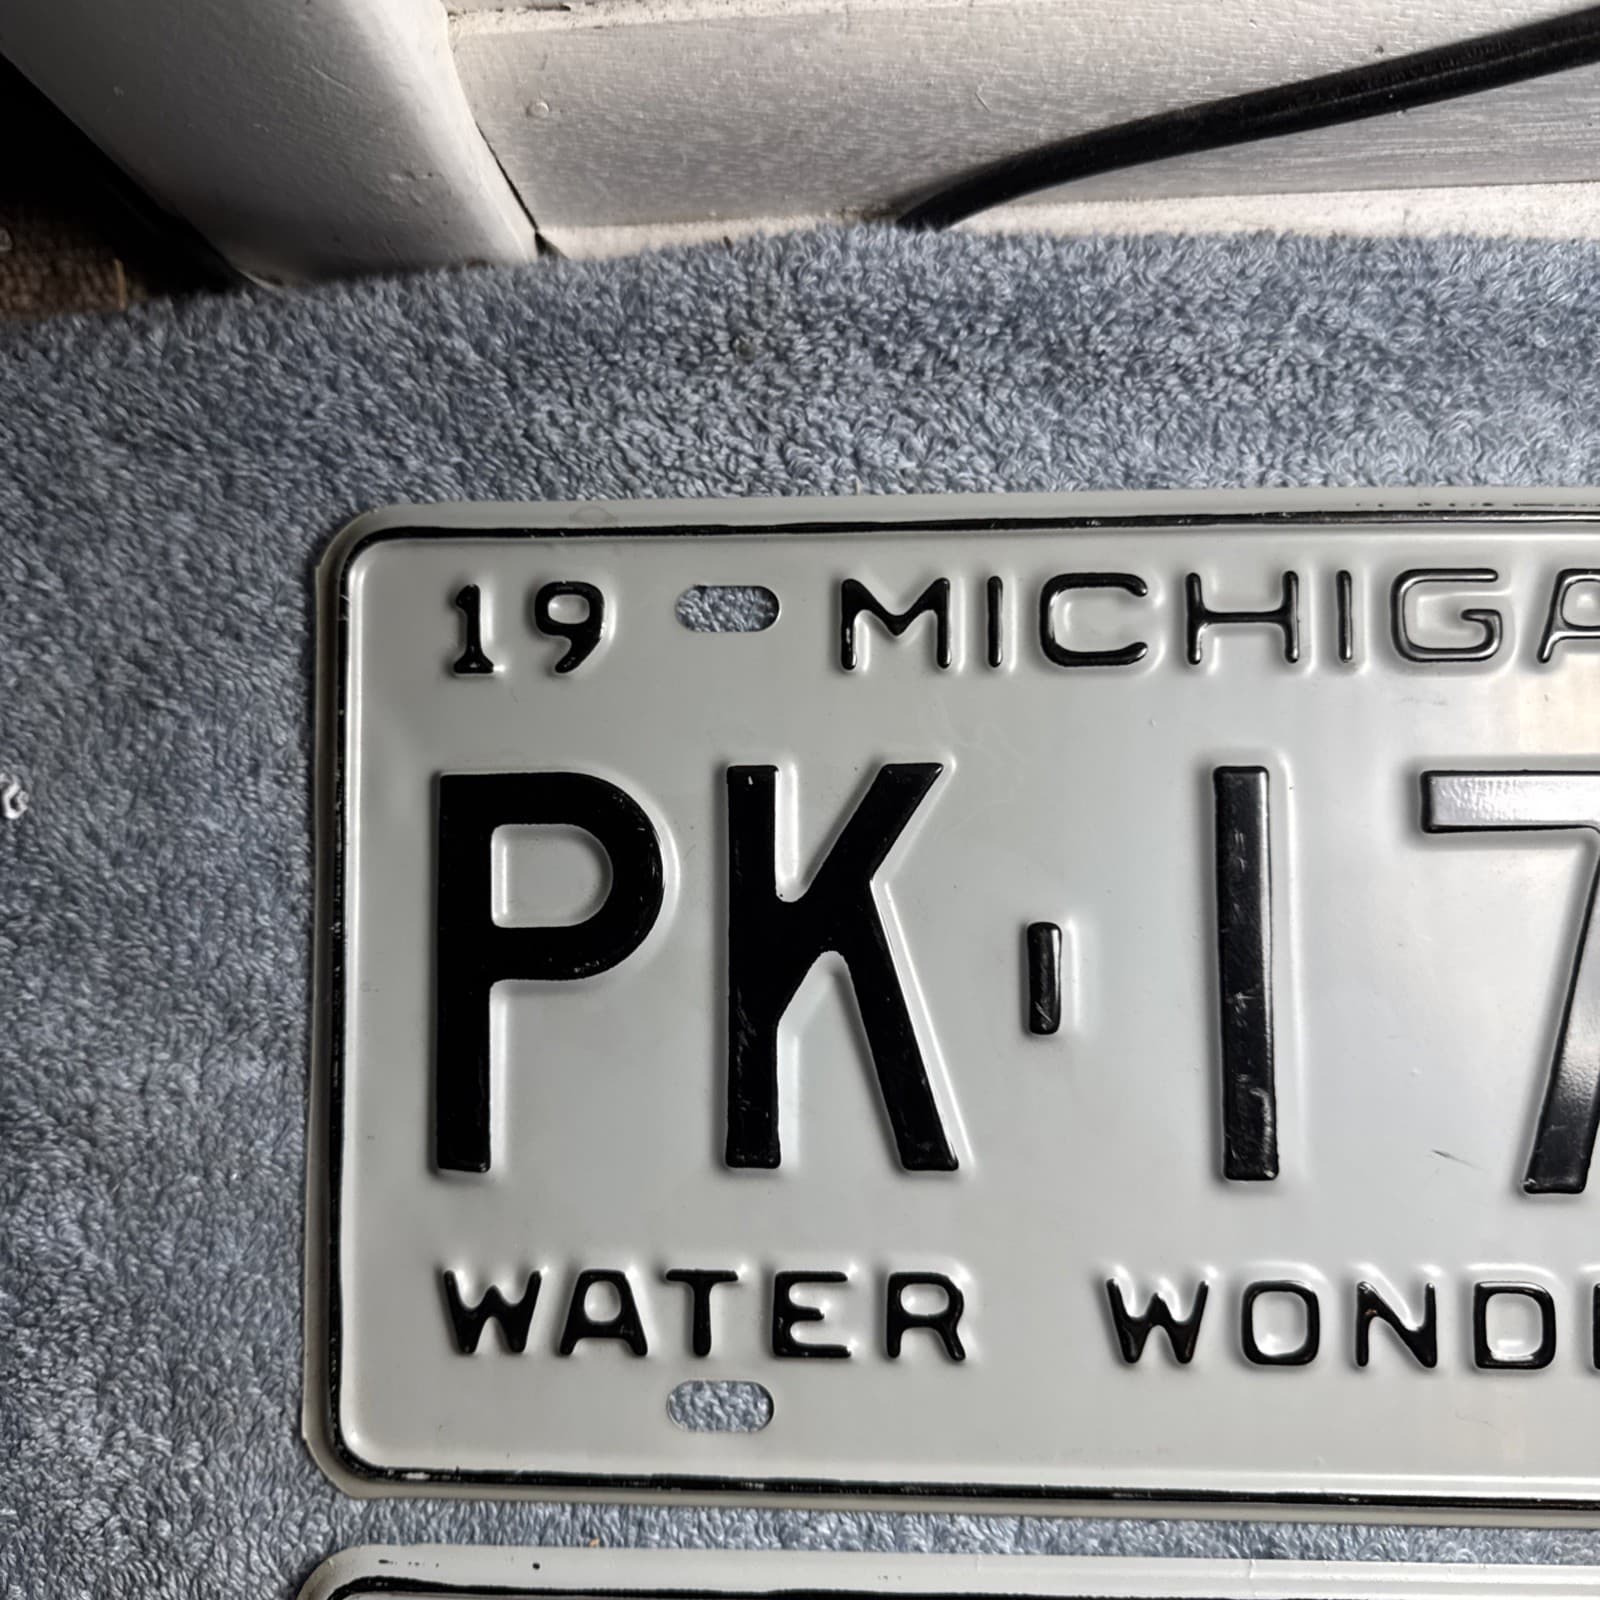 19 MICHIGA
PK-17
WATER WOND